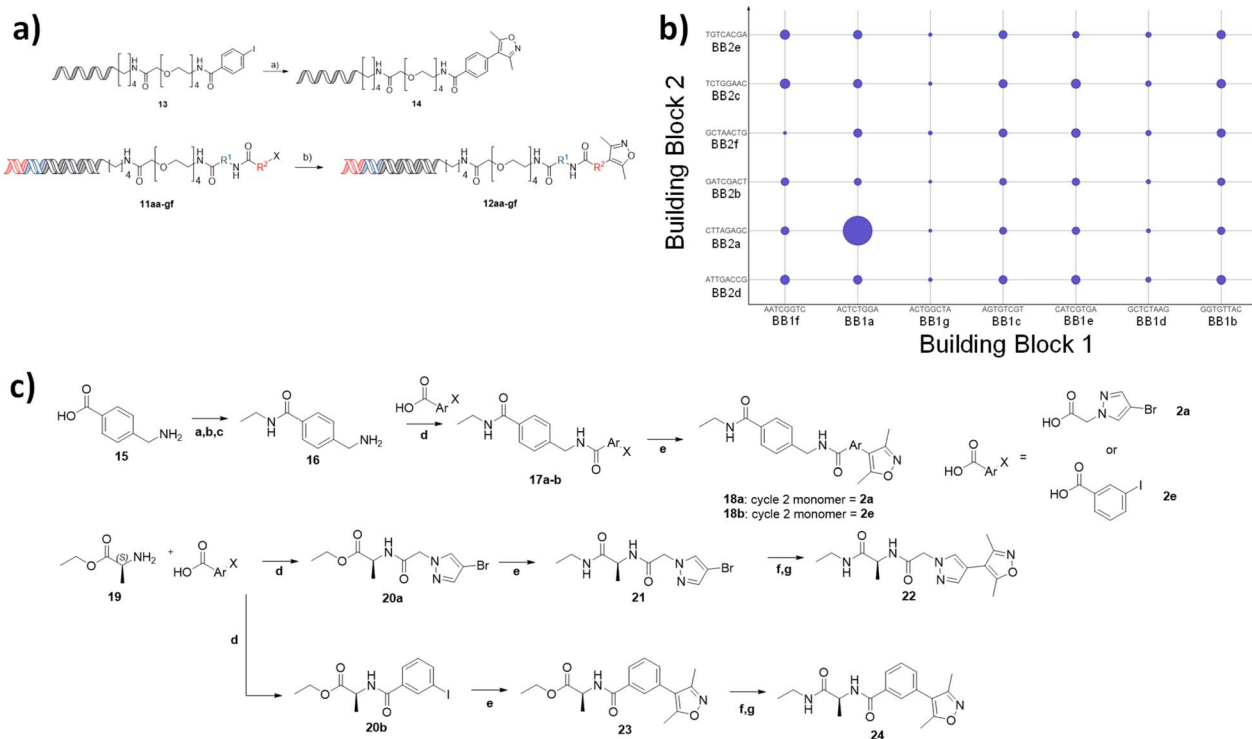 a)
13
a)
14
11aa-gf
b)
12aa-gf
b)
Building Block 2
TGTCACGA
BB2e
TCTGGAAC
BB2c
GCTAACTG
BB2f
GATCGACT
BB2b
CTTAGAGC
BB2a
ATTGACCG
BB2d
AATCGGTC ACTCTGGA ACTGGCTA AGTGTCGT CATCGTGA GCTCTAAG GGTGTTAC
BB1f BB1a BB1g BB1c BB1e BB1d BB1b
Building Block 1
c)
15
a,b,c
16
d
17a-b
e
18a: cycle 2 monomer = 2a
18b: cycle 2 monomer = 2e
2a
or
2e
19
+
d
20a
e
21
f,g
22
d
20b
e
23
f,g
24